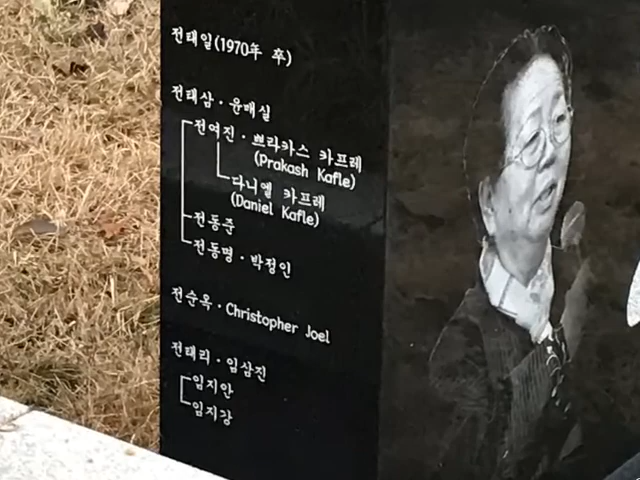 전태일(1970年 卒)
전태삼·윤매실
전여진·쁘라카스 카프레
(Prakash Kafle)
다니엘 카프레
(Daniel Kafle)
전동준
전동명·박정인
전순옥·Christopher Joel
전태리·임삼진
임지안
임지강